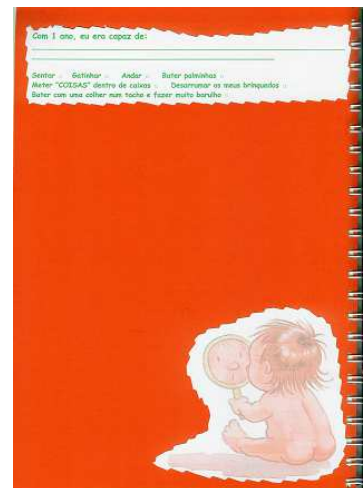 Com 1 ano, eu era capaz de:
Sentar Gatinhar Andar Bater palminhas
Meter "COISAS" dentro de caixas Desarrumar os meus brinquedos
Bater com uma colher num tacho e fazer muito barulho